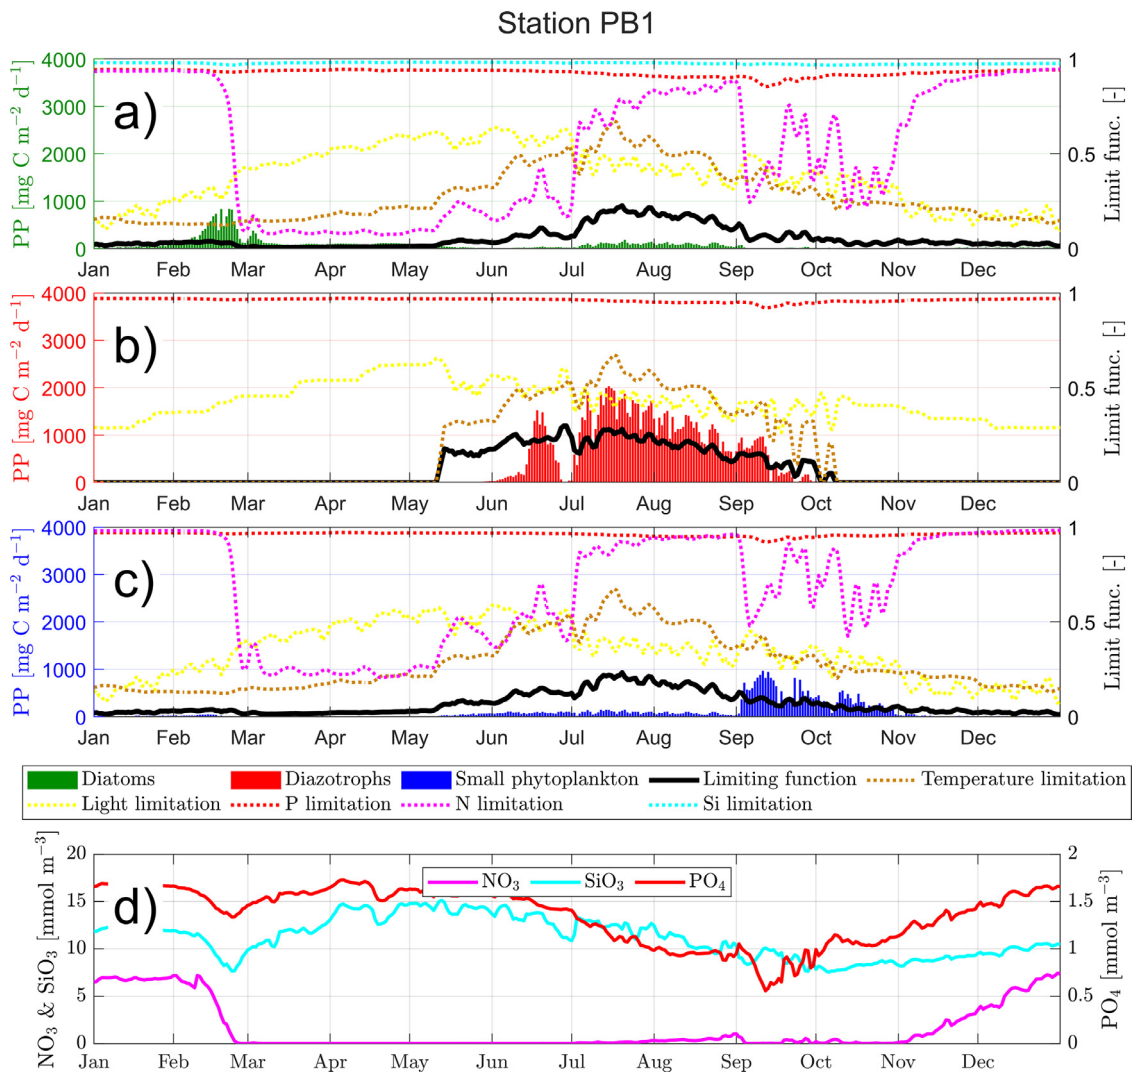 Station PB1
PP [mg C m⁻² d⁻¹]
4000
3000
2000
1000
0
a)
1
0.5
0
Limit func. [-]
Jan Feb Mar Apr May Jun Jul Aug Sep Oct Nov Dec
PP [mg C m⁻² d⁻¹]
4000
3000
2000
1000
0
b)
1
0.5
0
Limit func. [-]
Jan Feb Mar Apr May Jun Jul Aug Sep Oct Nov Dec
PP [mg C m⁻² d⁻¹]
4000
3000
2000
1000
0
c)
1
0.5
0
Limit func. [-]
Jan Feb Mar Apr May Jun Jul Aug Sep Oct Nov Dec
Diatoms Diazotrophs Small phytoplankton Limiting function Temperature limitation
Light limitation P limitation N limitation Si limitation
NO₃ & SiO₃ [mmol m⁻³]
20
15
10
5
0
d)
NO₃ SiO₃ PO₄
2
1.5
1
0.5
0
PO₄ [mmol m⁻³]
Jan Feb Mar Apr May Jun Jul Aug Sep Oct Nov Dec